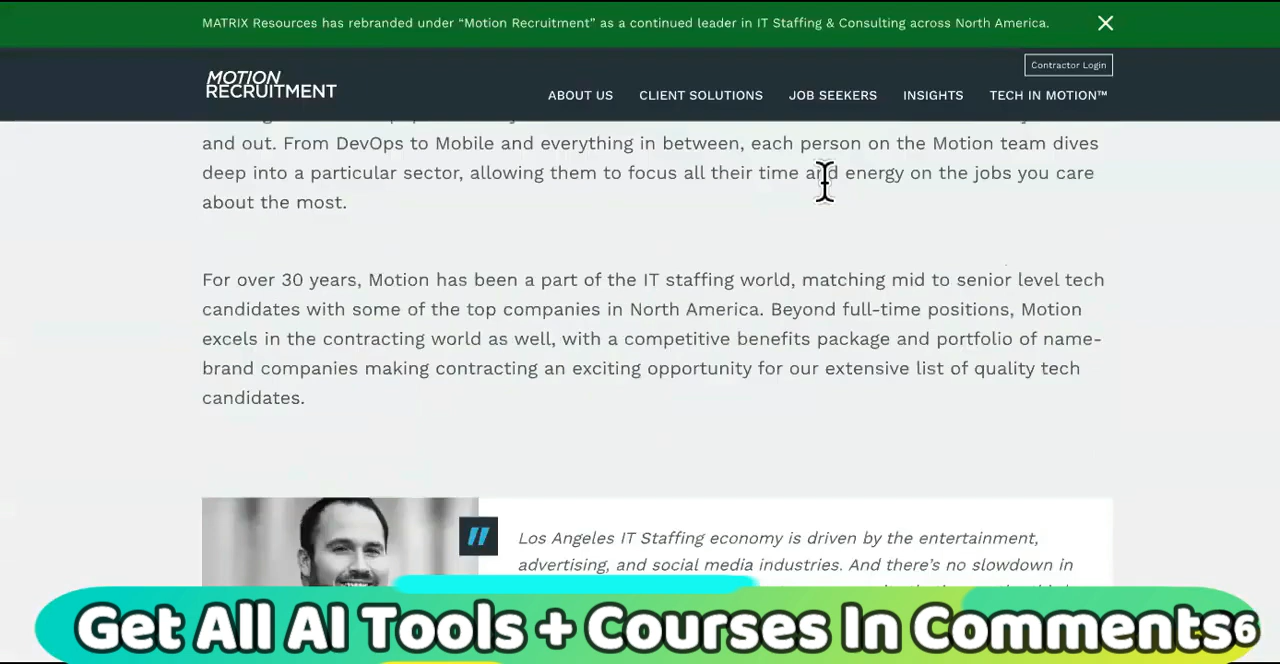 MATRIX Resources has rebranded under “Motion Recruitment” as a continued leader in IT Staffing & Consulting across North America.
Contractor Login
MOTION
RECRUITMENT
ABOUT US CLIENT SOLUTIONS JOB SEEKERS INSIGHTS TECH IN MOTION™
and out. From DevOps to Mobile and everything in between, each person on the Motion team dives
deep into a particular sector, allowing them to focus all their time and energy on the jobs you care
about the most.
For over 30 years, Motion has been a part of the IT staffing world, matching mid to senior level tech
candidates with some of the top companies in North America. Beyond full-time positions, Motion
excels in the contracting world as well, with a competitive benefits package and portfolio of name-
brand companies making contracting an exciting opportunity for our extensive list of quality tech
candidates.
Los Angeles IT Staffing economy is driven by the entertainment,
advertising, and social media industries. And there’s no slowdown in
Get All AI Tools + Courses In Comments6